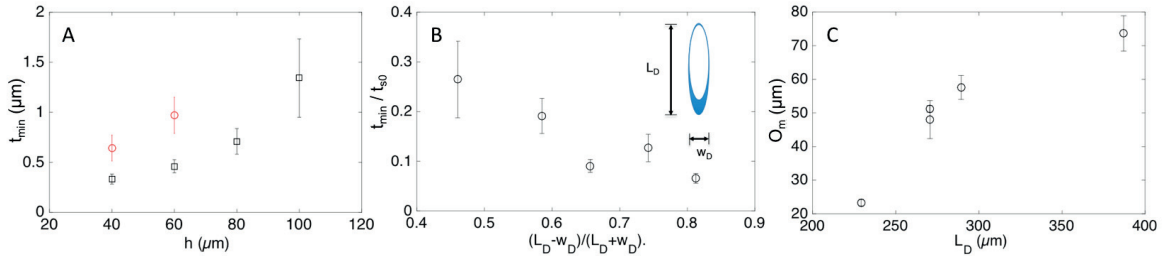 A
t_min (µm)
1.5
1
0.5
0
20 40 60 80 100 120
h (µm)
B
t_min / t_s0
0.4
0.3
0.2
0.1
0
0.4 0.5 0.6 0.7 0.8 0.9
(L_D-w_D)/(L_D+w_D).
L_D
w_D
C
O_m (µm)
80
70
60
50
40
30
20
200 250 300 350 400
L_D (µm)